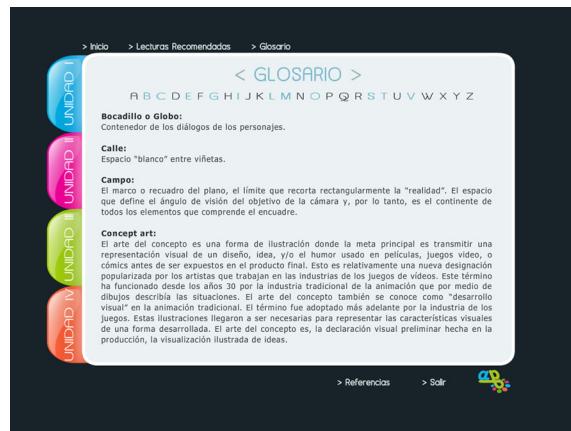 > Inicio > Lecturas Recomendadas > Glosario
< GLOSARIO >
A B C D E F G H I J K L M N O P Q R S T U V W X Y Z
UNIDAD I
UNIDAD II
UNIDAD III
UNIDAD IV
Bocadillo o Globo:
Contenedor de los diálogos de los personajes.
Calle:
Espacio "blanco" entre viñetas.
Campo:
El marco o recuadro del plano, el límite que recorta rectangularmente la "realidad". El espacio
que define el ángulo de visión del objetivo de la cámara y, por lo tanto, es el continente de
todos los elementos que comprende el encuadre.
Concept art:
El arte del concepto es una forma de ilustración donde la meta principal es transmitir una
representación visual de un diseño, idea, y/o el humor usado en películas, juegos video, o
cómics antes de ser expuestos en el producto final. Esto es relativamente una nueva designación
popularizada por los artistas que trabajan en las industrias de los juegos de vídeos. Este término
ha funcionado desde los años 30 por la industria tradicional de la animación que por medio de
dibujos describía las situaciones. El arte del concepto también se conoce como "desarrollo
visual" en la animación tradicional. El término fue adoptado más adelante por la industria de los
juegos. Estas ilustraciones llegaron a ser necesarias para representar las características visuales
de una forma desarrollada. El arte del concepto es, la declaración visual preliminar hecha en la
producción, la visualización ilustrada de ideas.
> Referencias > Salir